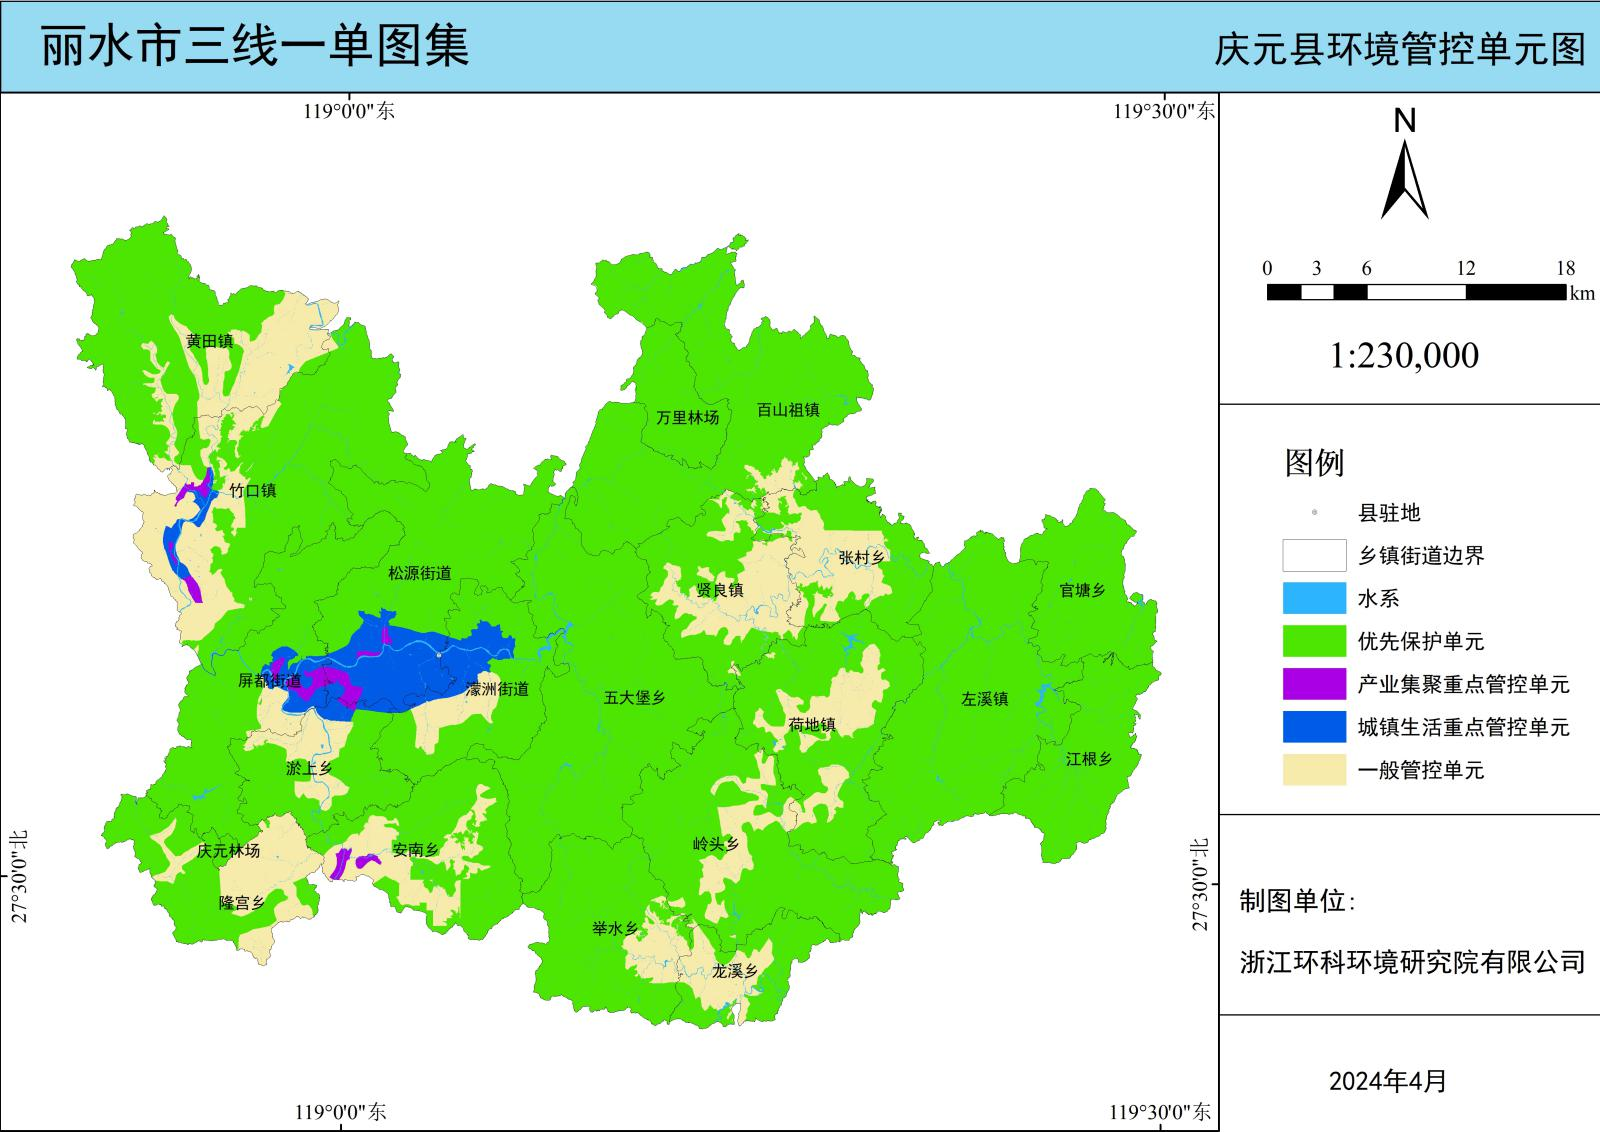 丽水市三线一单图集
庆元县环境管控单元图
119°0'0"东
119°30'0"东
N
0 3 6 12 18
km
1:230,000
图例
县驻地
乡镇街道边界
水系
优先保护单元
产业集聚重点管控单元
城镇生活重点管控单元
一般管控单元
制图单位：
浙江环科环境研究院有限公司
2024年4月
黄田镇
万里林场
百山祖镇
竹口镇
松源街道
张村乡
贤良镇
官塘乡
屏都街道
濛洲街道
五大堡乡
左溪镇
荷地镇
淤上乡
江根乡
庆元林场
安南乡
岭头乡
隆宫乡
举水乡
龙溪乡
27°30'0"北
27°30'0"北
119°0'0"东
119°30'0"东